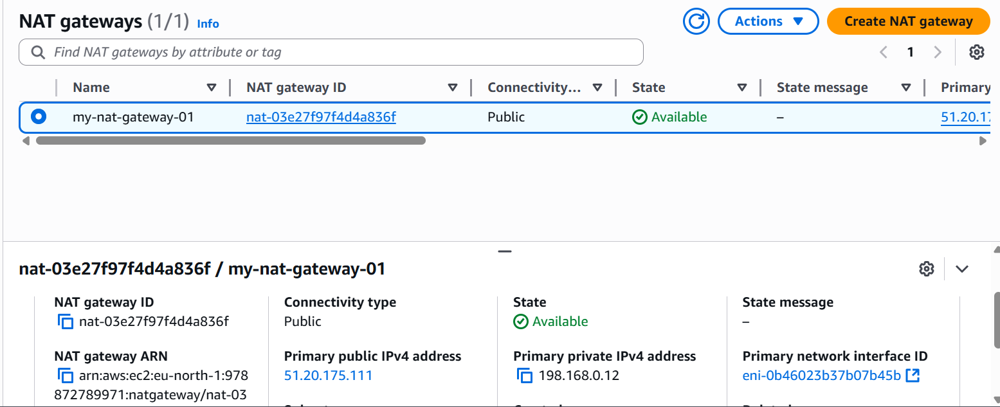 NAT gateways (1/1) Info
Actions
Create NAT gateway
Find NAT gateways by attribute or tag
1
Name NAT gateway ID Connectivity... State State message Primary
my-nat-gateway-01 nat-03e27f97f4d4a836f Public Available – 51.20.17
nat-03e27f97f4d4a836f / my-nat-gateway-01
NAT gateway ID Connectivity type State State message
nat-03e27f97f4d4a836f Public Available –
NAT gateway ARN Primary public IPv4 address Primary private IPv4 address Primary network interface ID
arn:aws:ec2:eu-north-1:978 51.20.175.111 198.168.0.12 eni-0b46023b37b07b45b
872789971:natgateway/nat-03